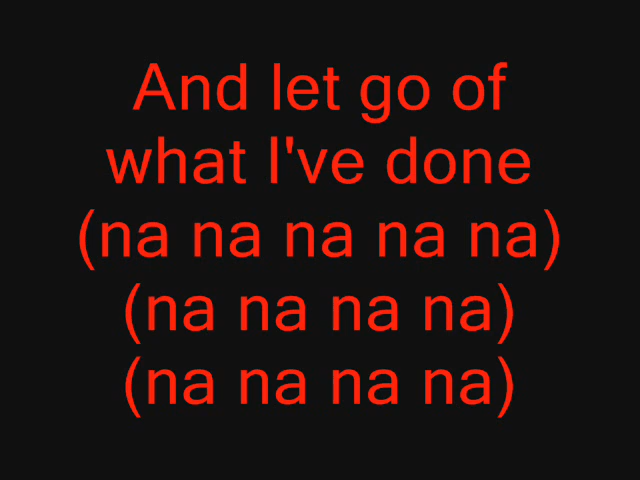 And let go of
what I've done
(na na na na na)
(na na na na)
(na na na na)